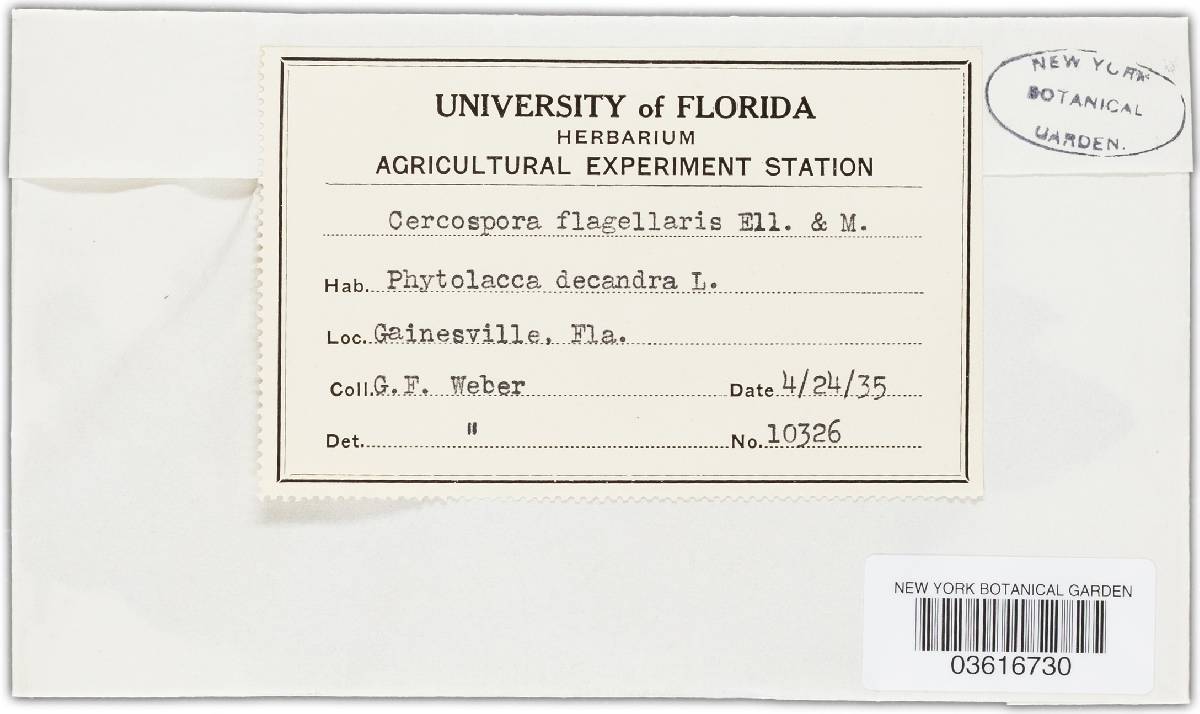 UNIVERSITY of FLORIDA
HERBARIUM
AGRICULTURAL EXPERIMENT STATION
Cercospora flagellaris Ell. & M.
Hab. Phytolacca decandra L.
Loc. Gainesville, Fla.
Coll. G.F. Weber Date 4/24/35
Det. " No. 10326
NEW YORK
BOTANICAL
GARDEN.
NEW YORK BOTANICAL GARDEN
03616730